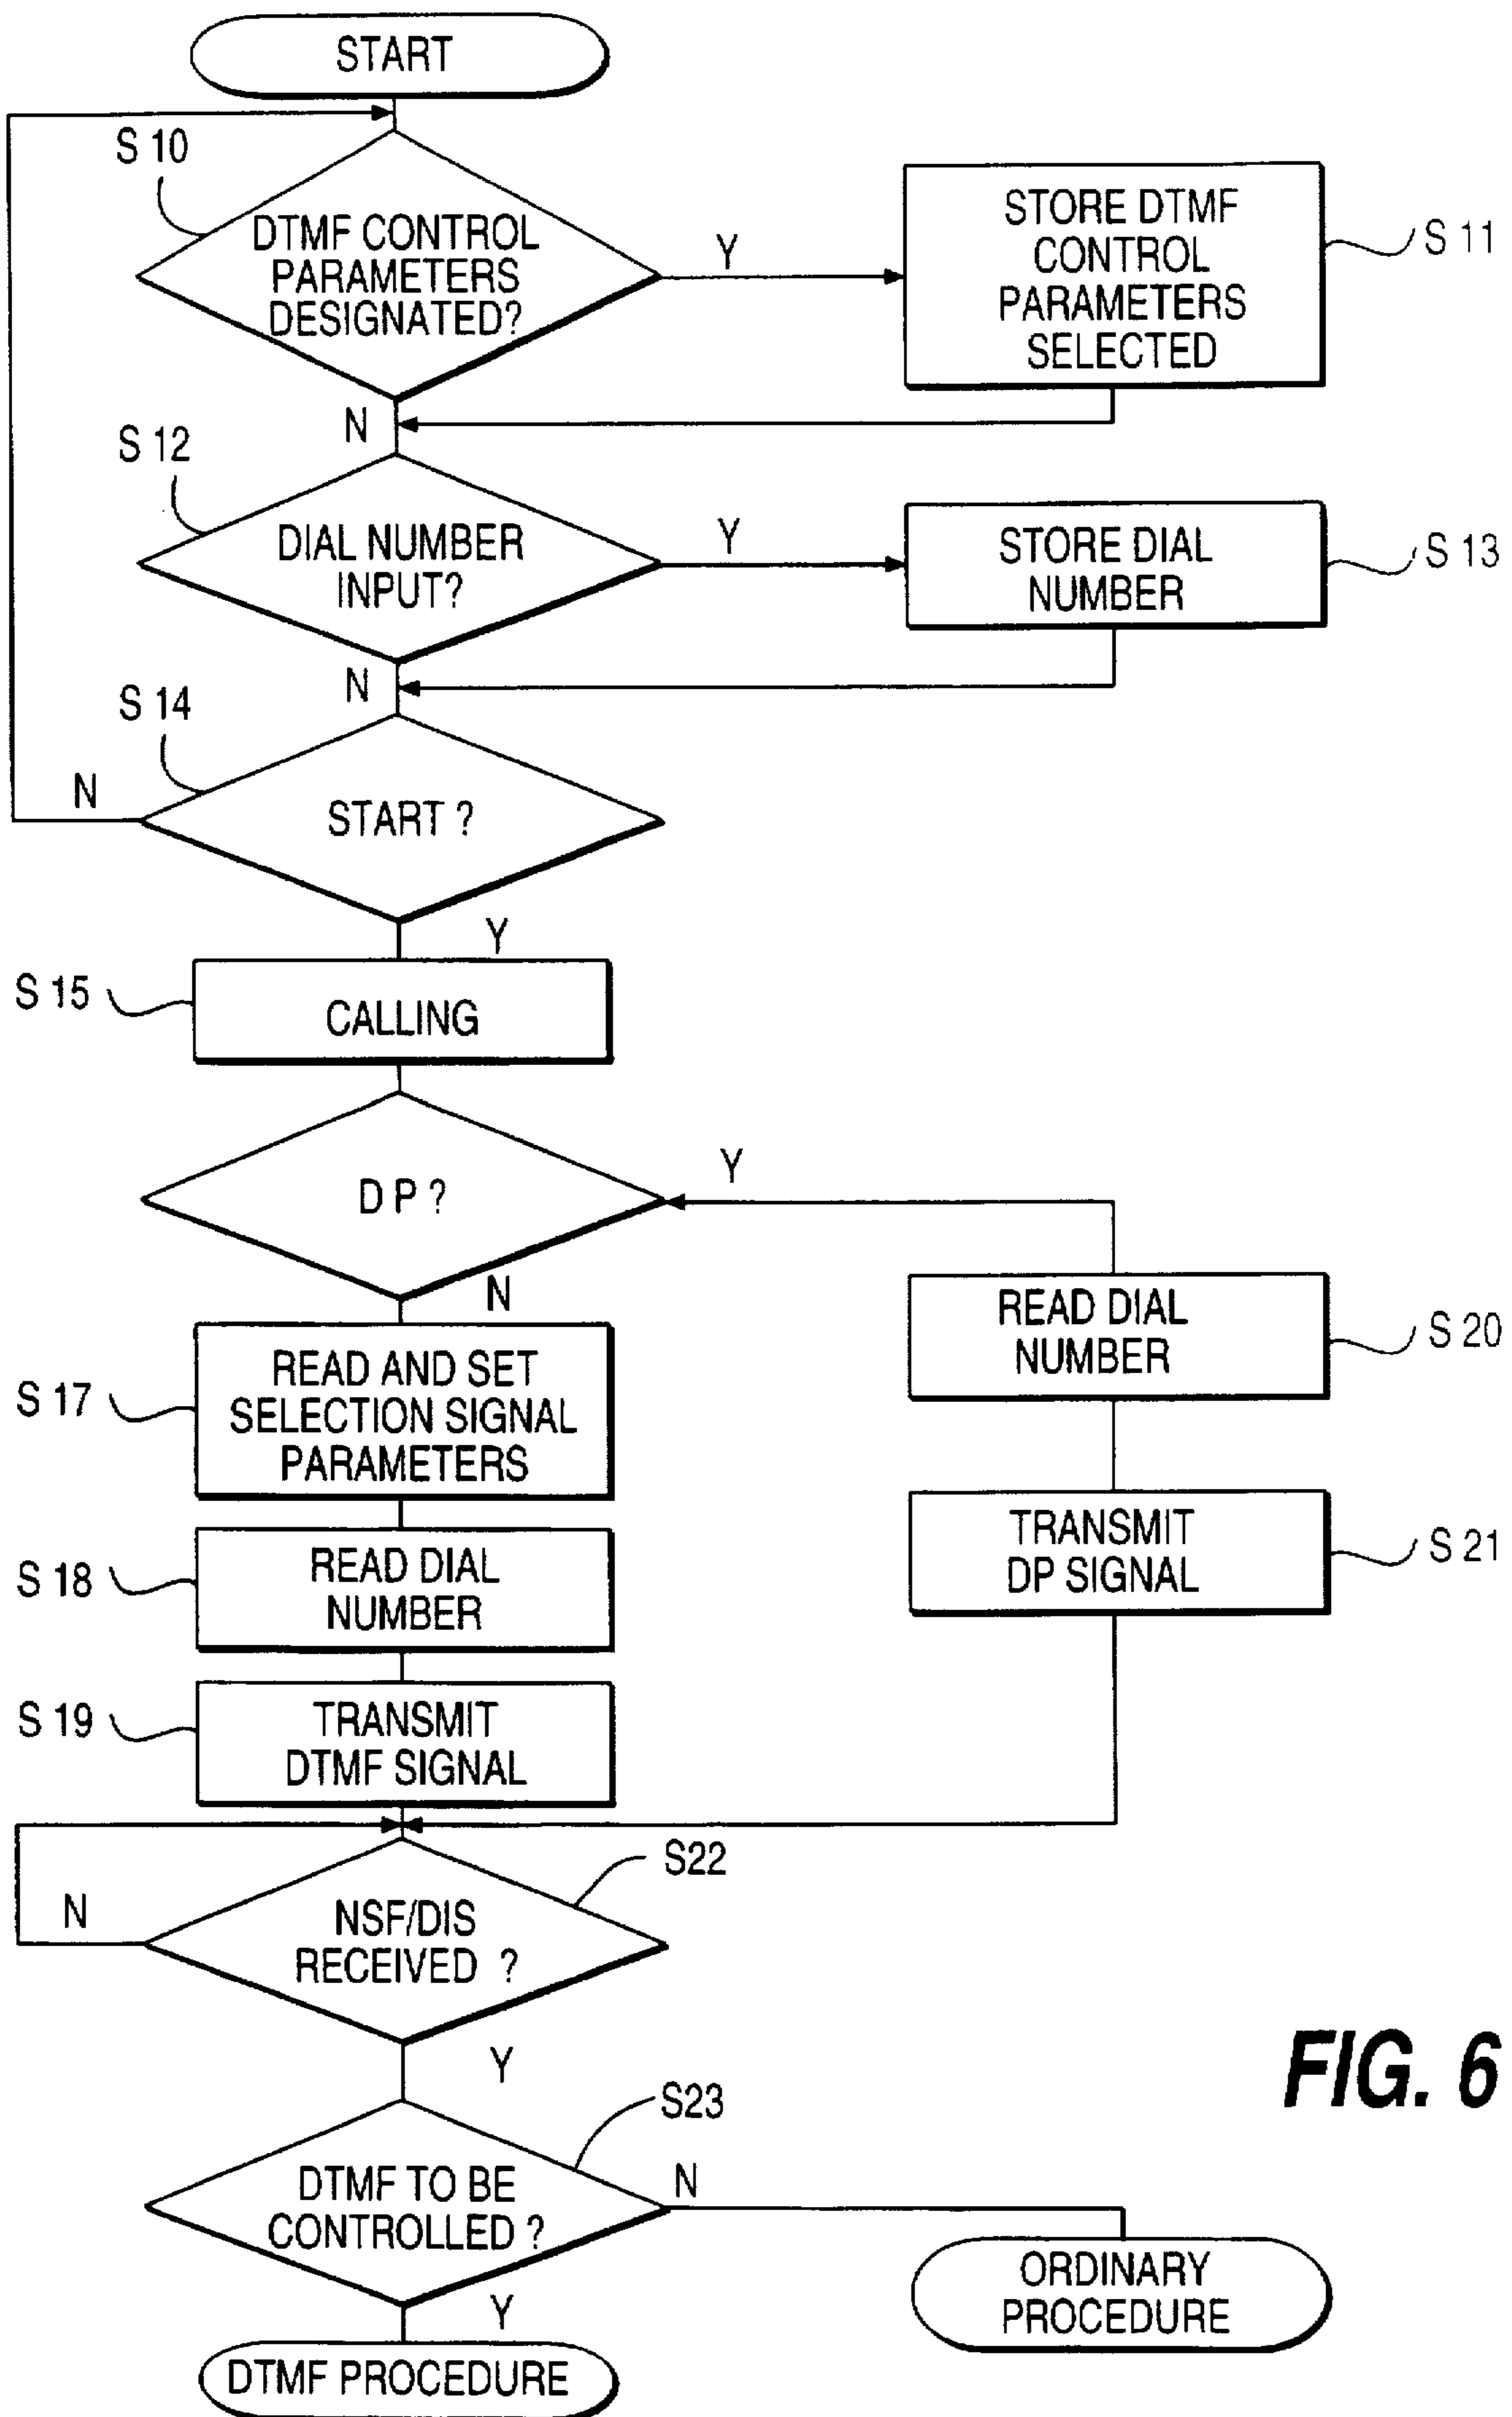 START
S 10
DTMF CONTROL
PARAMETERS
DESIGNATED?
Y
STORE DTMF
CONTROL
PARAMETERS
SELECTED
S 11
N
S 12
DIAL NUMBER
INPUT?
Y
STORE DIAL
NUMBER
S 13
N
S 14
N
START ?
Y
S 15
CALLING
D P ?
Y
N
READ DIAL
NUMBER
S 20
S 17
READ AND SET
SELECTION SIGNAL
PARAMETERS
TRANSMIT
DP SIGNAL
S 21
S 18
READ DIAL
NUMBER
S 19
TRANSMIT
DTMF SIGNAL
S22
N
NSF/DIS
RECEIVED ?
Y
S23
DTMF TO BE
CONTROLLED ?
N
Y
ORDINARY
PROCEDURE
DTMF PROCEDURE
FIG. 6